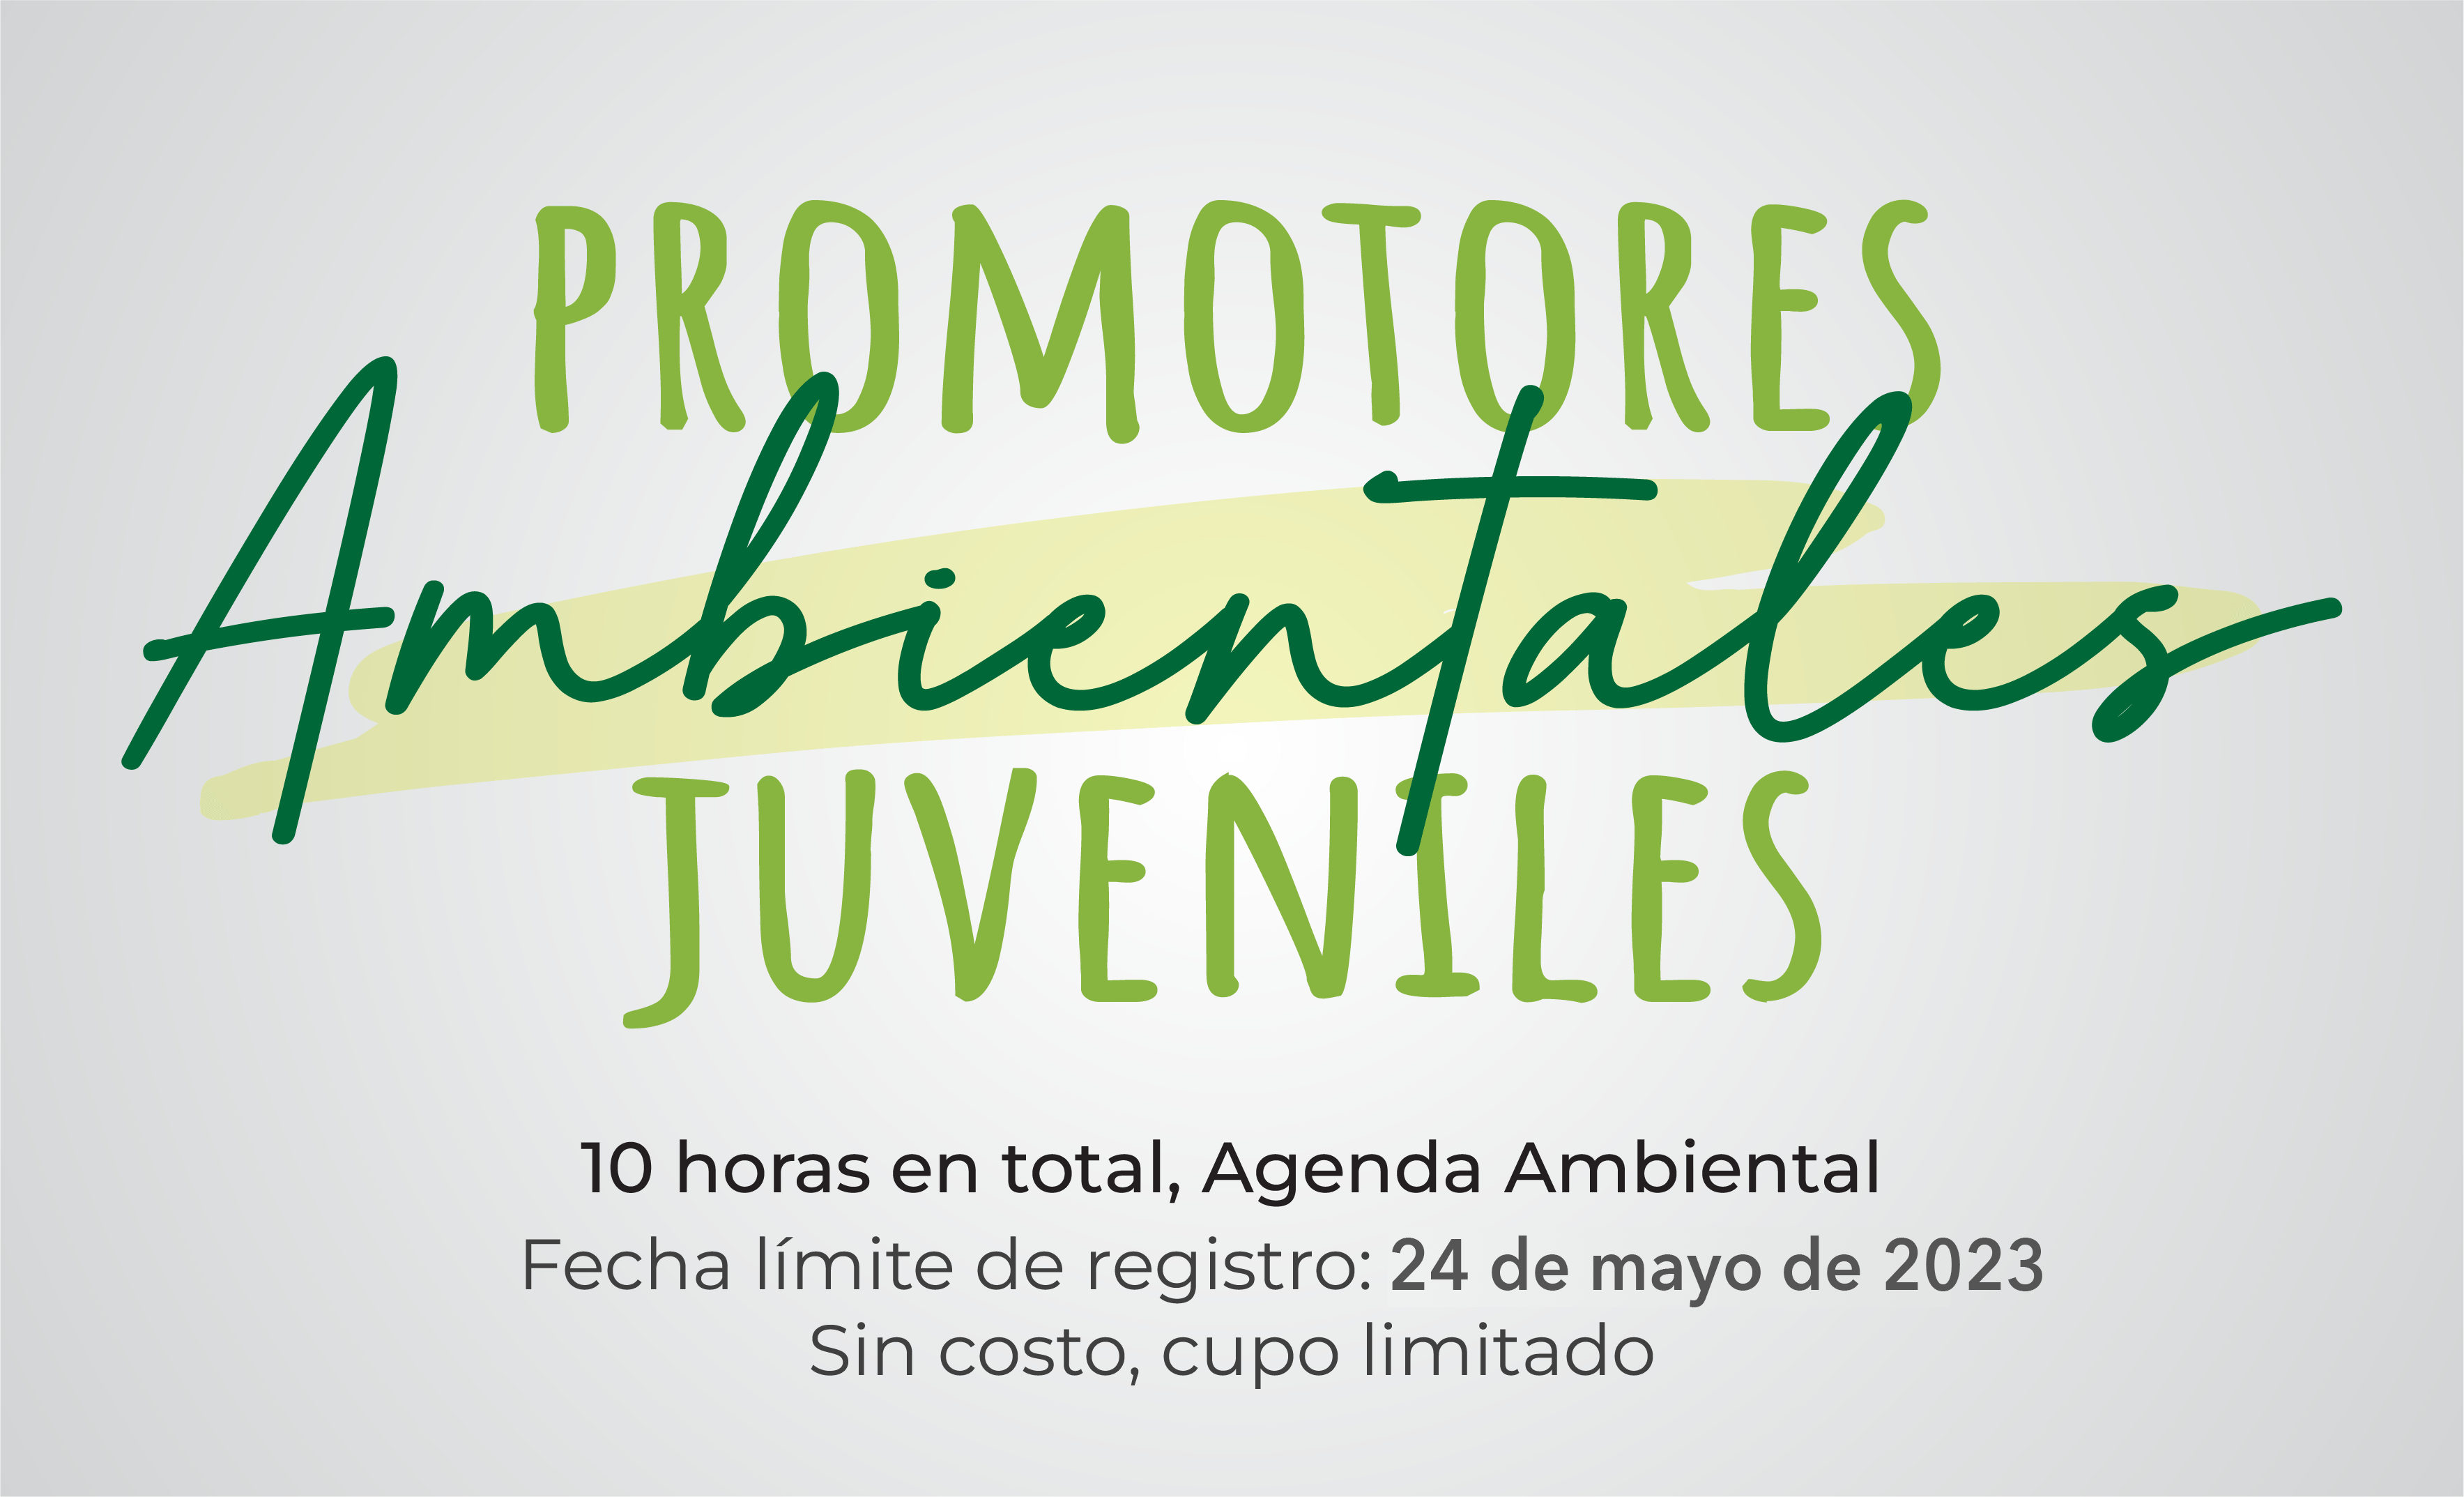 PROMOTORES
Ambientales
JUVENILES
10 horas en total, Agenda Ambiental
Fecha límite de registro: 24 de mayo de 2023
Sin costo, cupo limitado